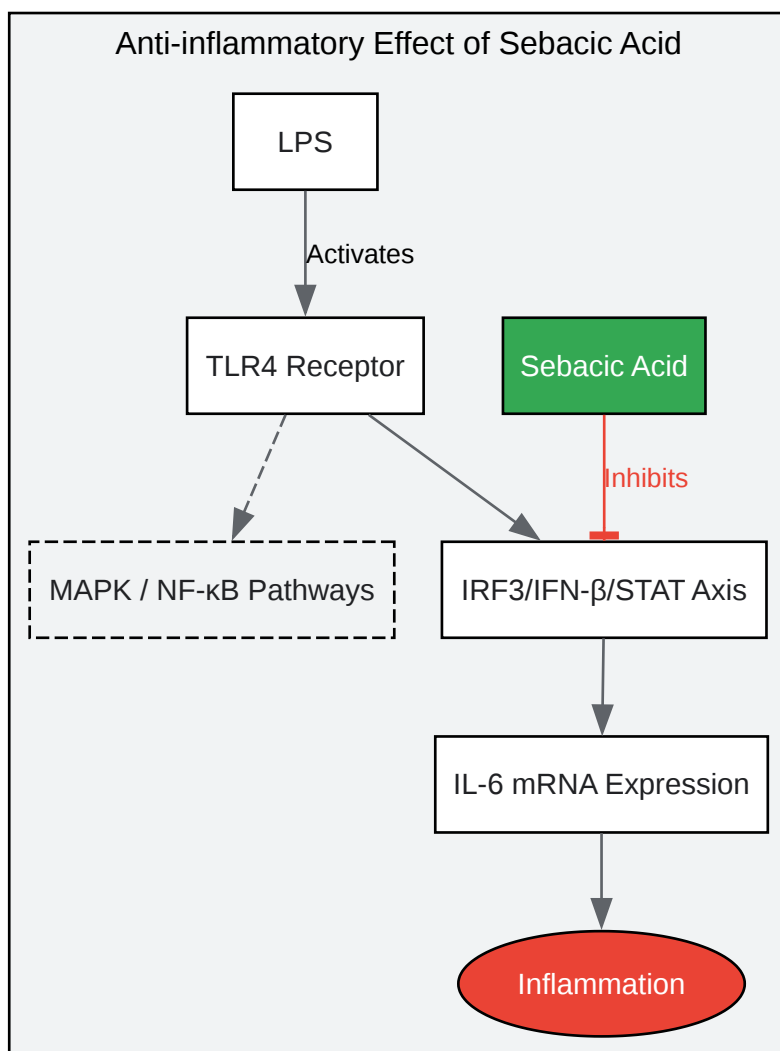 Anti-inflammatory Effect of Sebacic Acid
LPS
Activates
TLR4 Receptor
Sebacic Acid
Inhibits
MAPK / NF-κB Pathways
IRF3/IFN-β/STAT Axis
IL-6 mRNA Expression
Inflammation